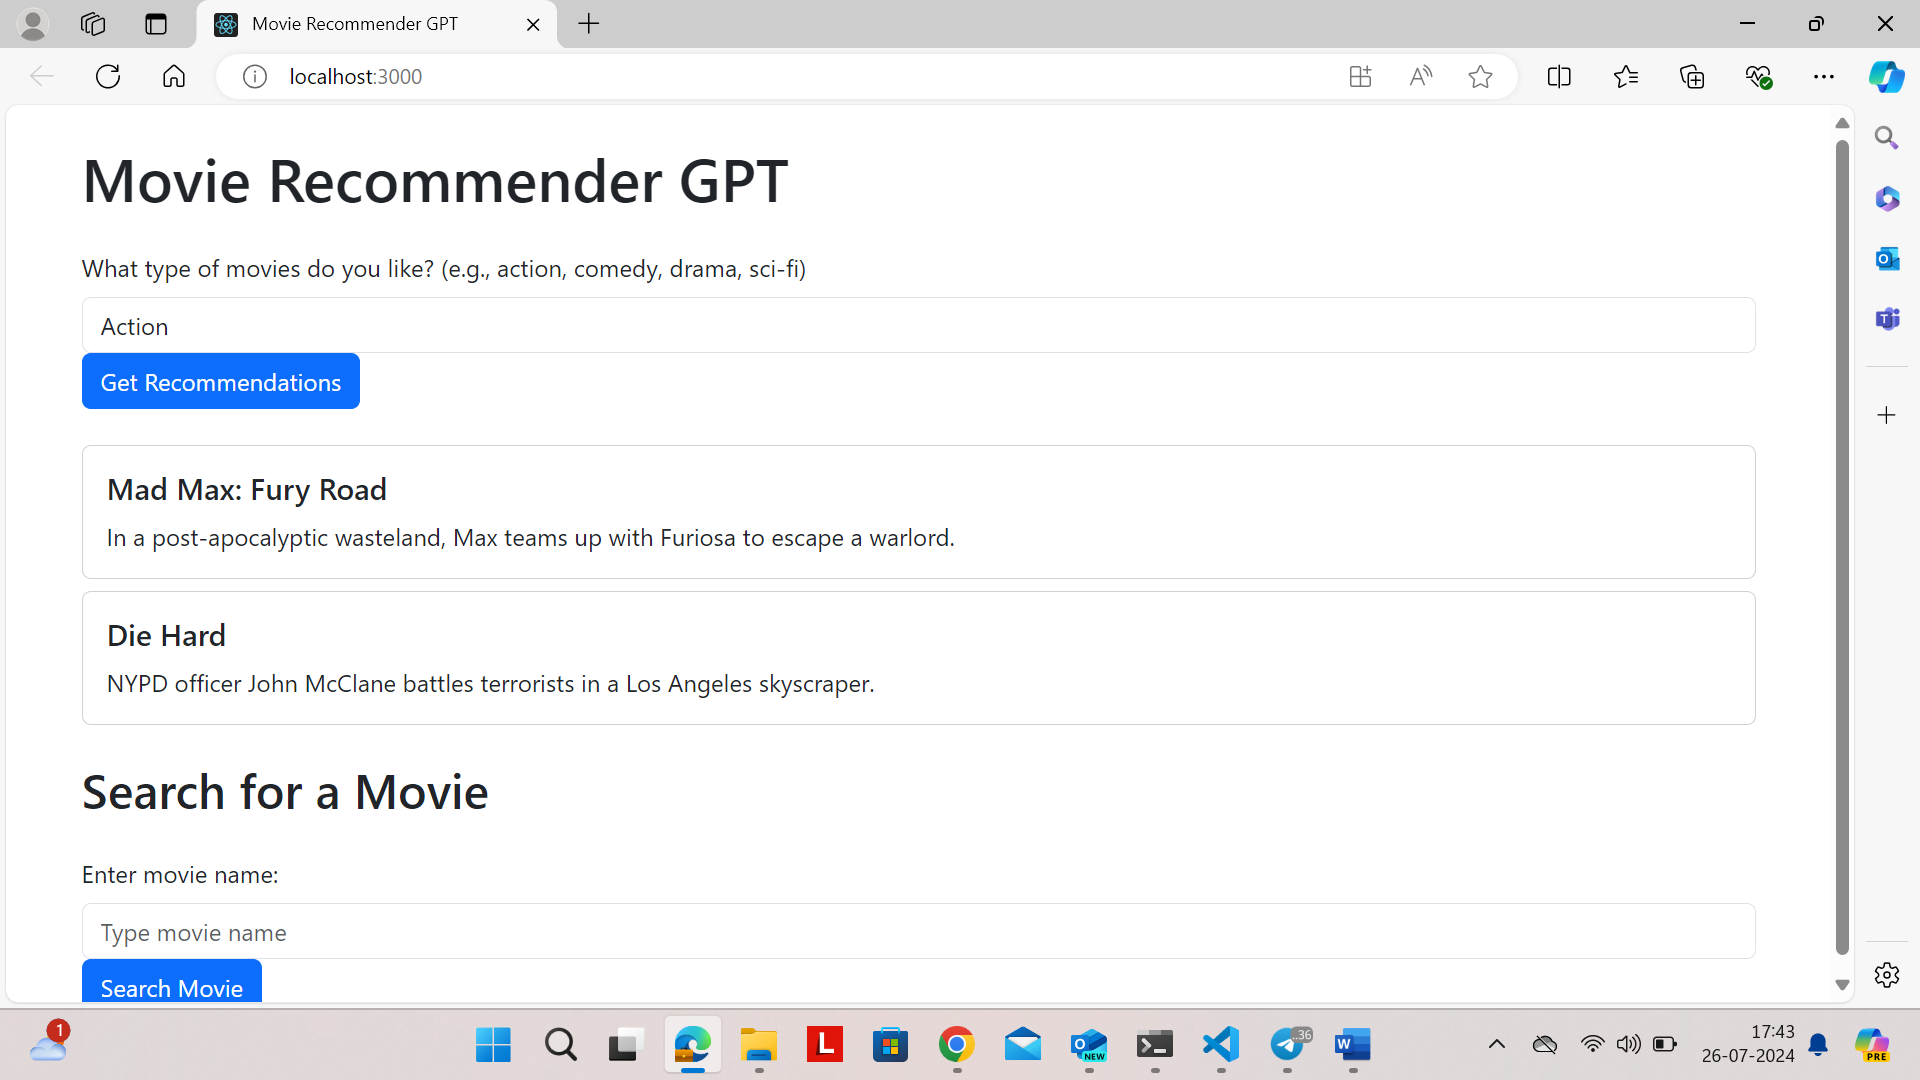 Movie Recommender GPT
localhost:3000
Movie Recommender GPT
What type of movies do you like? (e.g., action, comedy, drama, sci-fi)
Action
Get Recommendations
Mad Max: Fury Road
In a post-apocalyptic wasteland, Max teams up with Furiosa to escape a warlord.
Die Hard
NYPD officer John McClane battles terrorists in a Los Angeles skyscraper.
Search for a Movie
Enter movie name:
Type movie name
Search Movie
1
L
NEW
..36
W
17:43
26-07-2024
PRE